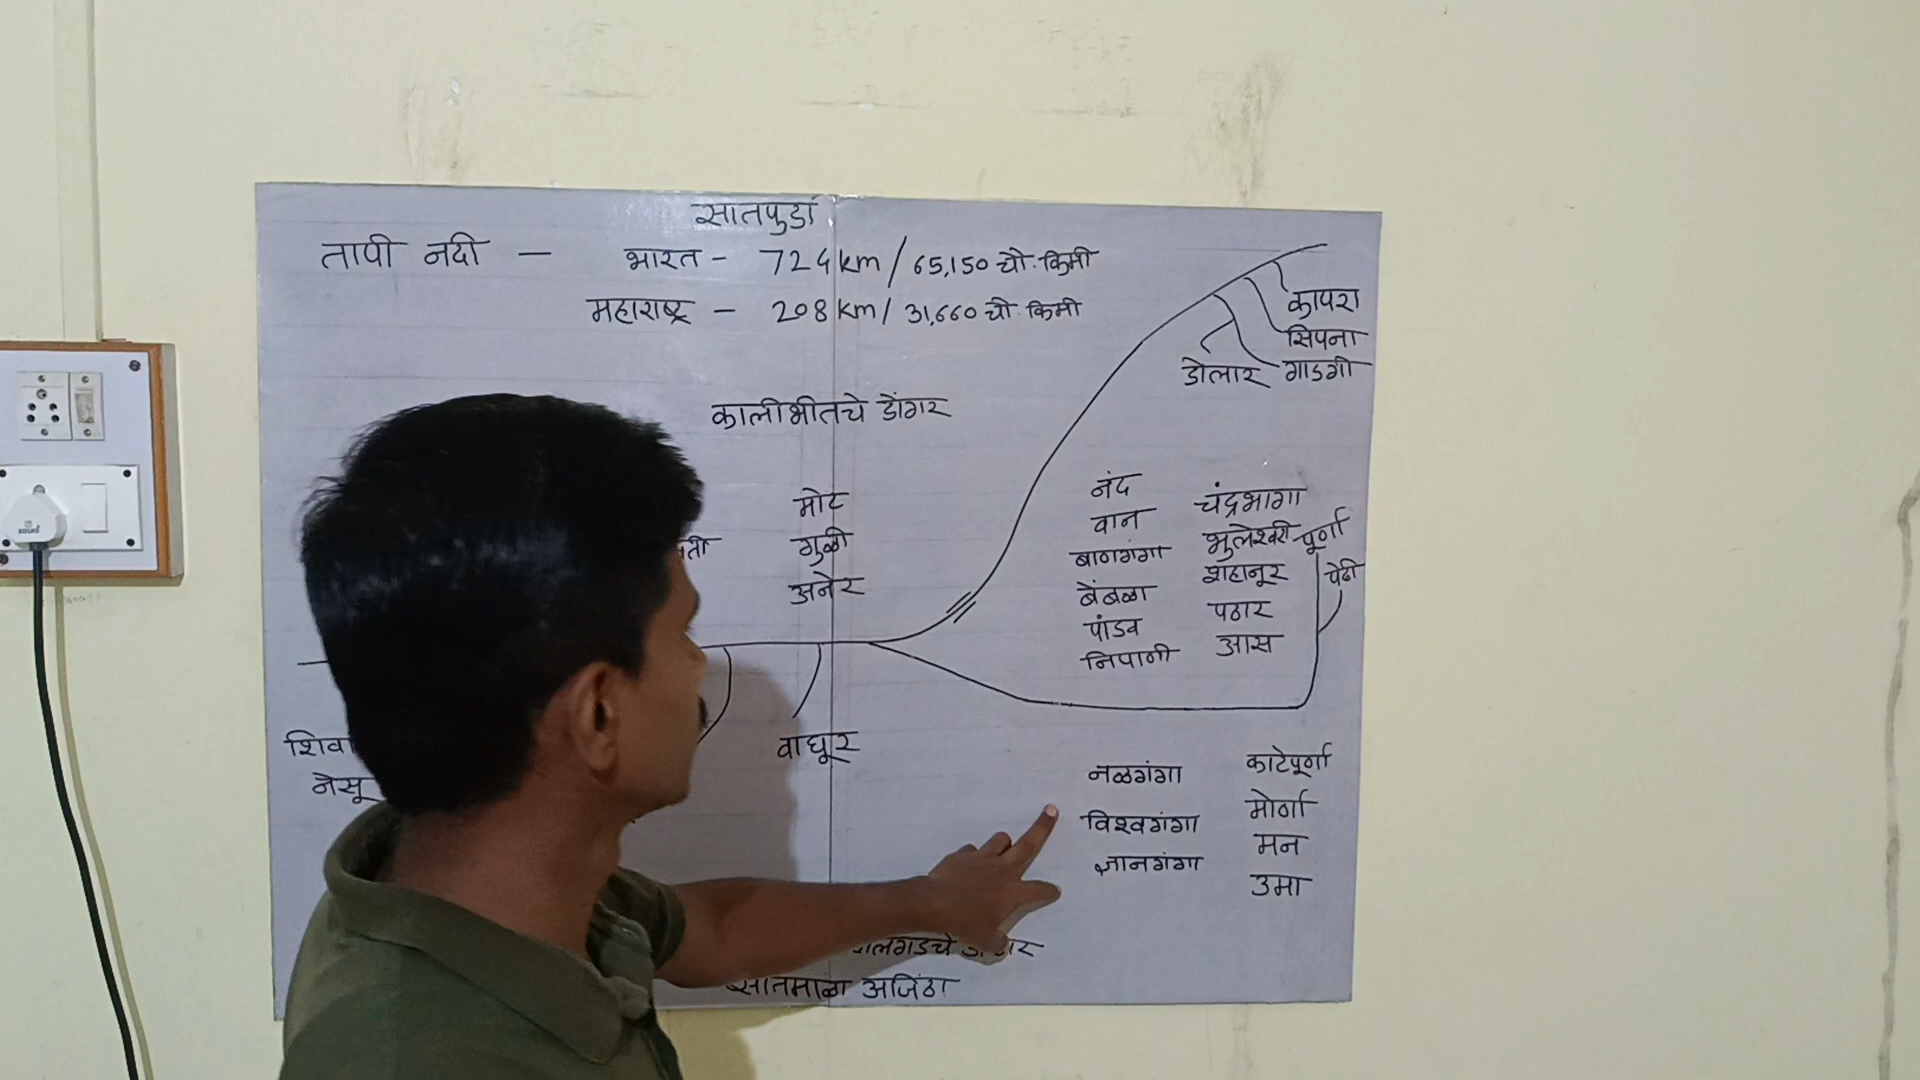 सातपुडा
तापी नदी — भारत - 724 km / 65,150 चौ. किमी
महाराष्ट्र - 208 km / 31,660 चौ. किमी
कापरा
सिपना
डोलार गाडगी
कालीभीतचे डोंगर
मोट
गुळी
अनेर
नंद
वान
बाणगंगा
बेंबळा
पांडव
निपाणी
चंद्रभागा
भुलेश्वरी
शहानूर
पठार
आस
पूर्णा
पेढी
वाघूर
नेसू
नळगंगा
विश्वगंगा
ज्ञानगंगा
काटेपूर्णा
मोर्णा
मन
उमा
सातमाळा अजिंठा